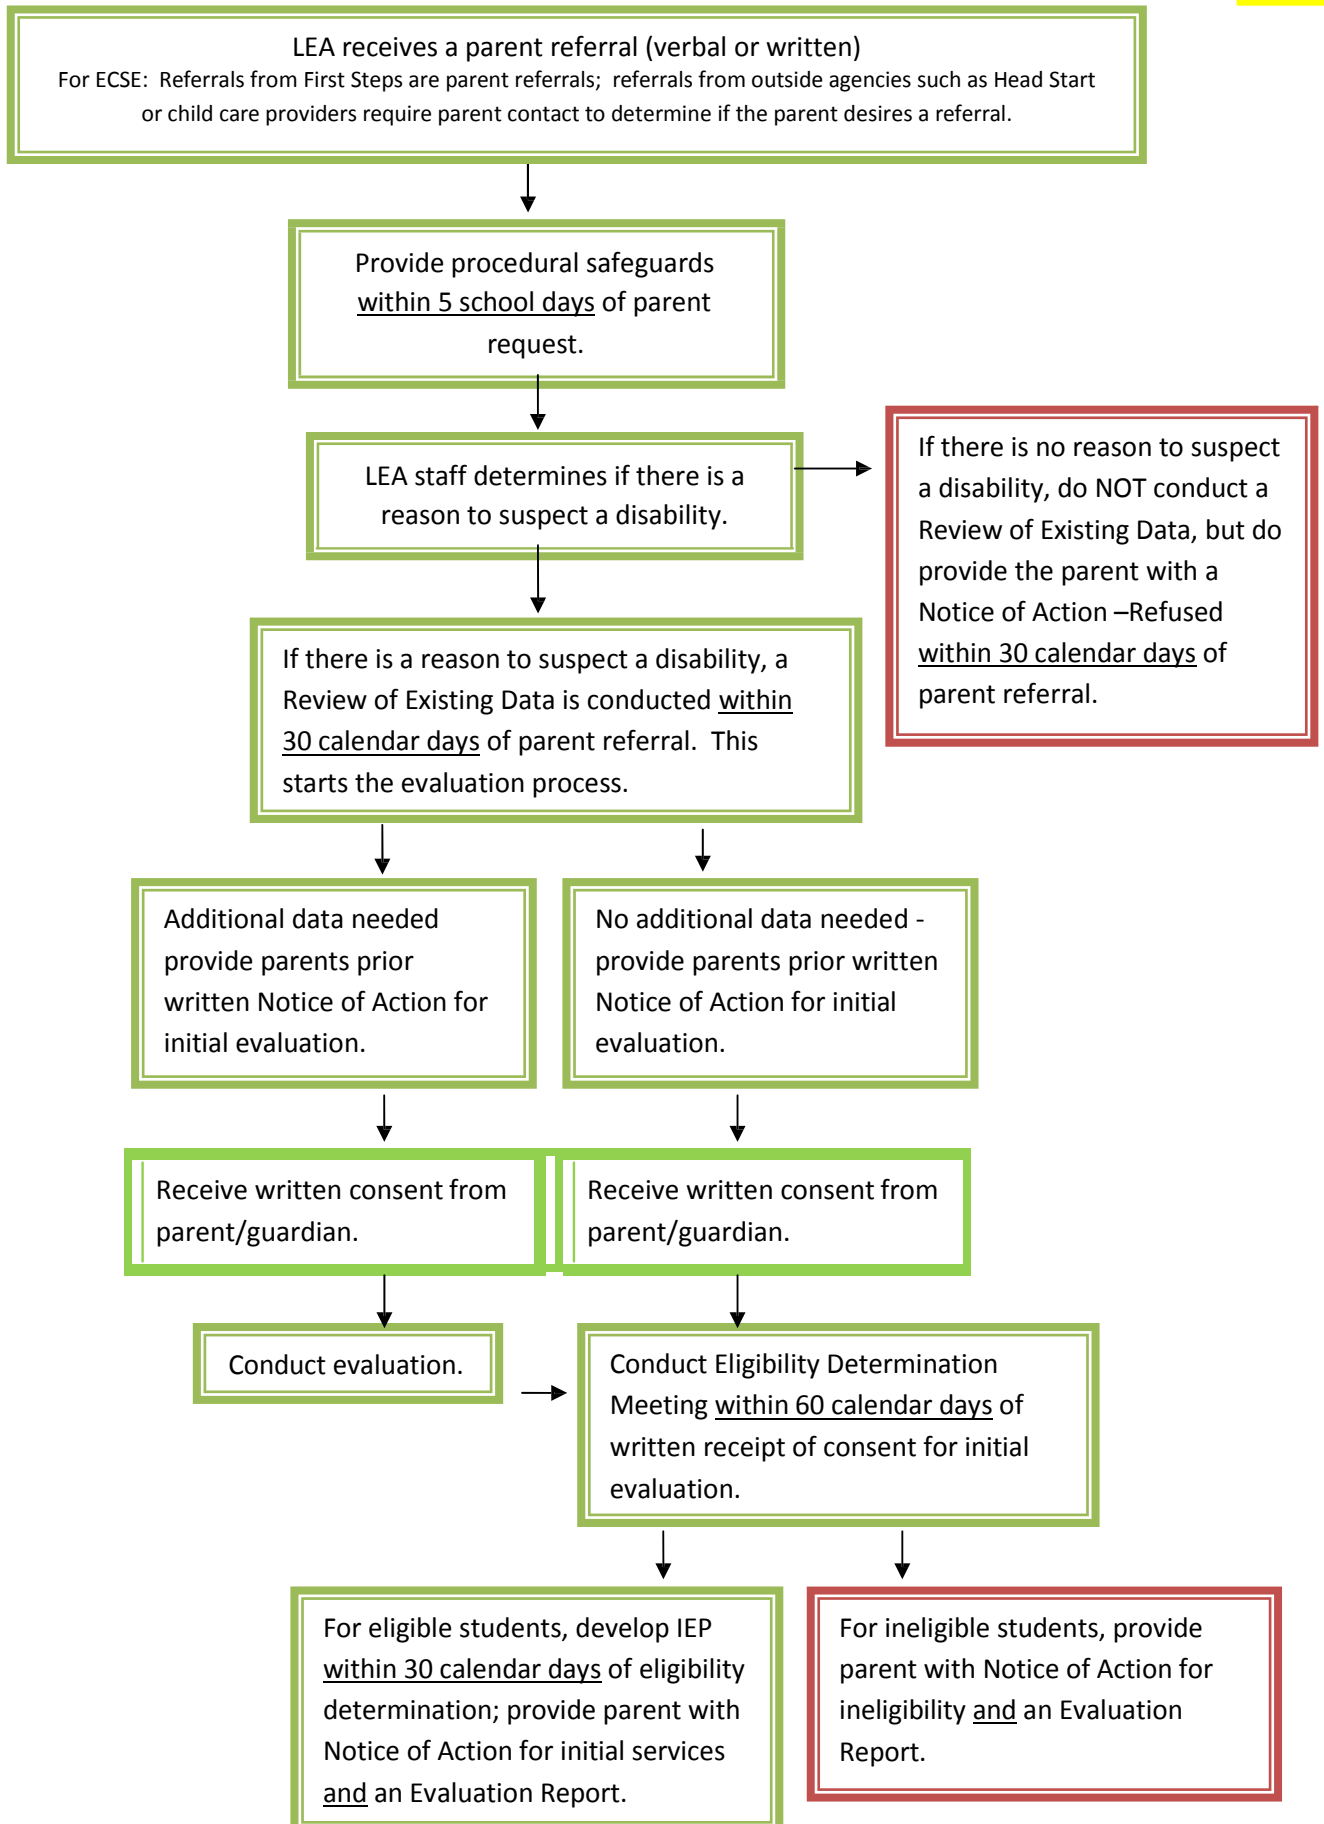 LEA receives a parent referral (verbal or written)
For ECSE: Referrals from First Steps are parent referrals; referrals from outside agencies such as Head Start
or child care providers require parent contact to determine if the parent desires a referral.
Provide procedural safeguards
within 5 school days of parent
request.
LEA staff determines if there is a
reason to suspect a disability.
If there is no reason to suspect
a disability, do NOT conduct a
Review of Existing Data, but do
provide the parent with a
Notice of Action –Refused
within 30 calendar days of
parent referral.
If there is a reason to suspect a disability, a
Review of Existing Data is conducted within
30 calendar days of parent referral. This
starts the evaluation process.
Additional data needed
provide parents prior
written Notice of Action for
initial evaluation.
No additional data needed -
provide parents prior written
Notice of Action for initial
evaluation.
Receive written consent from
parent/guardian.
Receive written consent from
parent/guardian.
Conduct evaluation.
Conduct Eligibility Determination
Meeting within 60 calendar days of
written receipt of consent for initial
evaluation.
For eligible students, develop IEP
within 30 calendar days of eligibility
determination; provide parent with
Notice of Action for initial services
and an Evaluation Report.
For ineligible students, provide
parent with Notice of Action for
ineligibility and an Evaluation
Report.